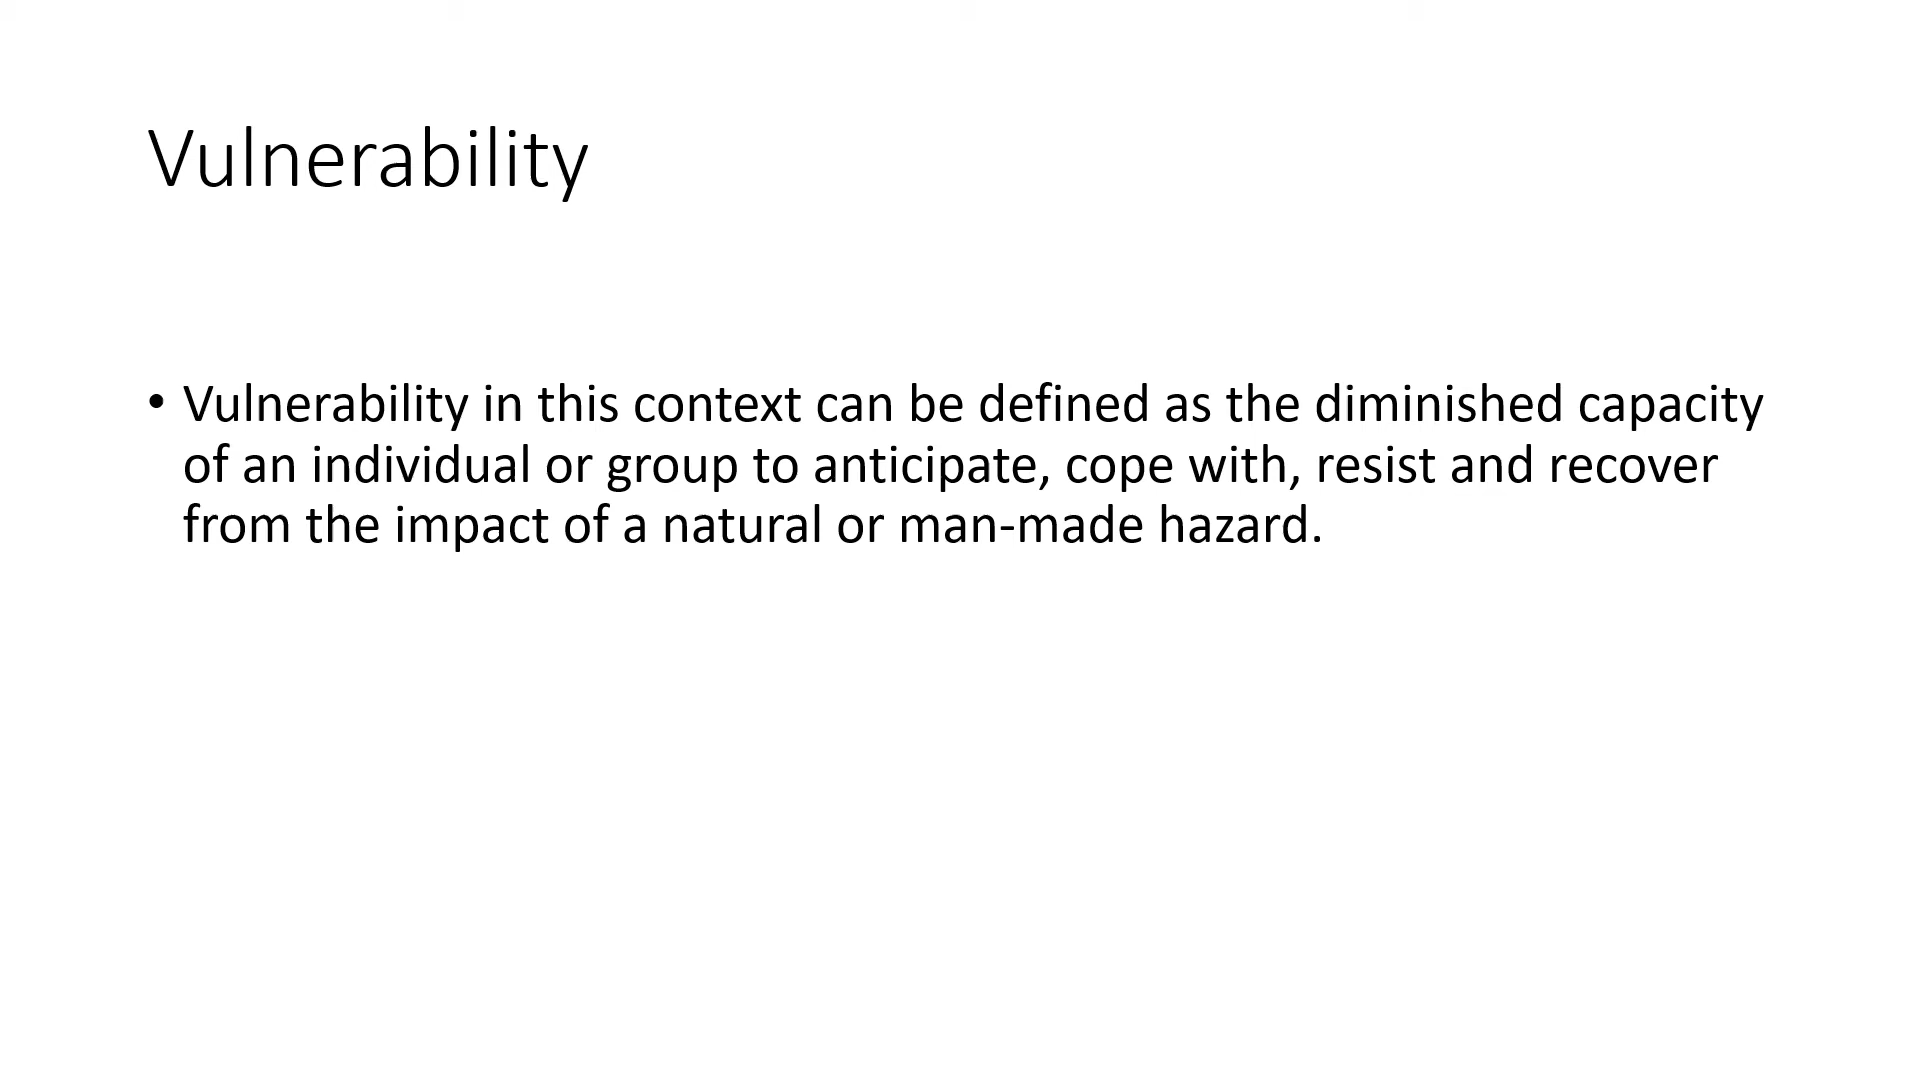 Vulnerability
• Vulnerability in this context can be defined as the diminished capacity
of an individual or group to anticipate, cope with, resist and recover
from the impact of a natural or man-made hazard.